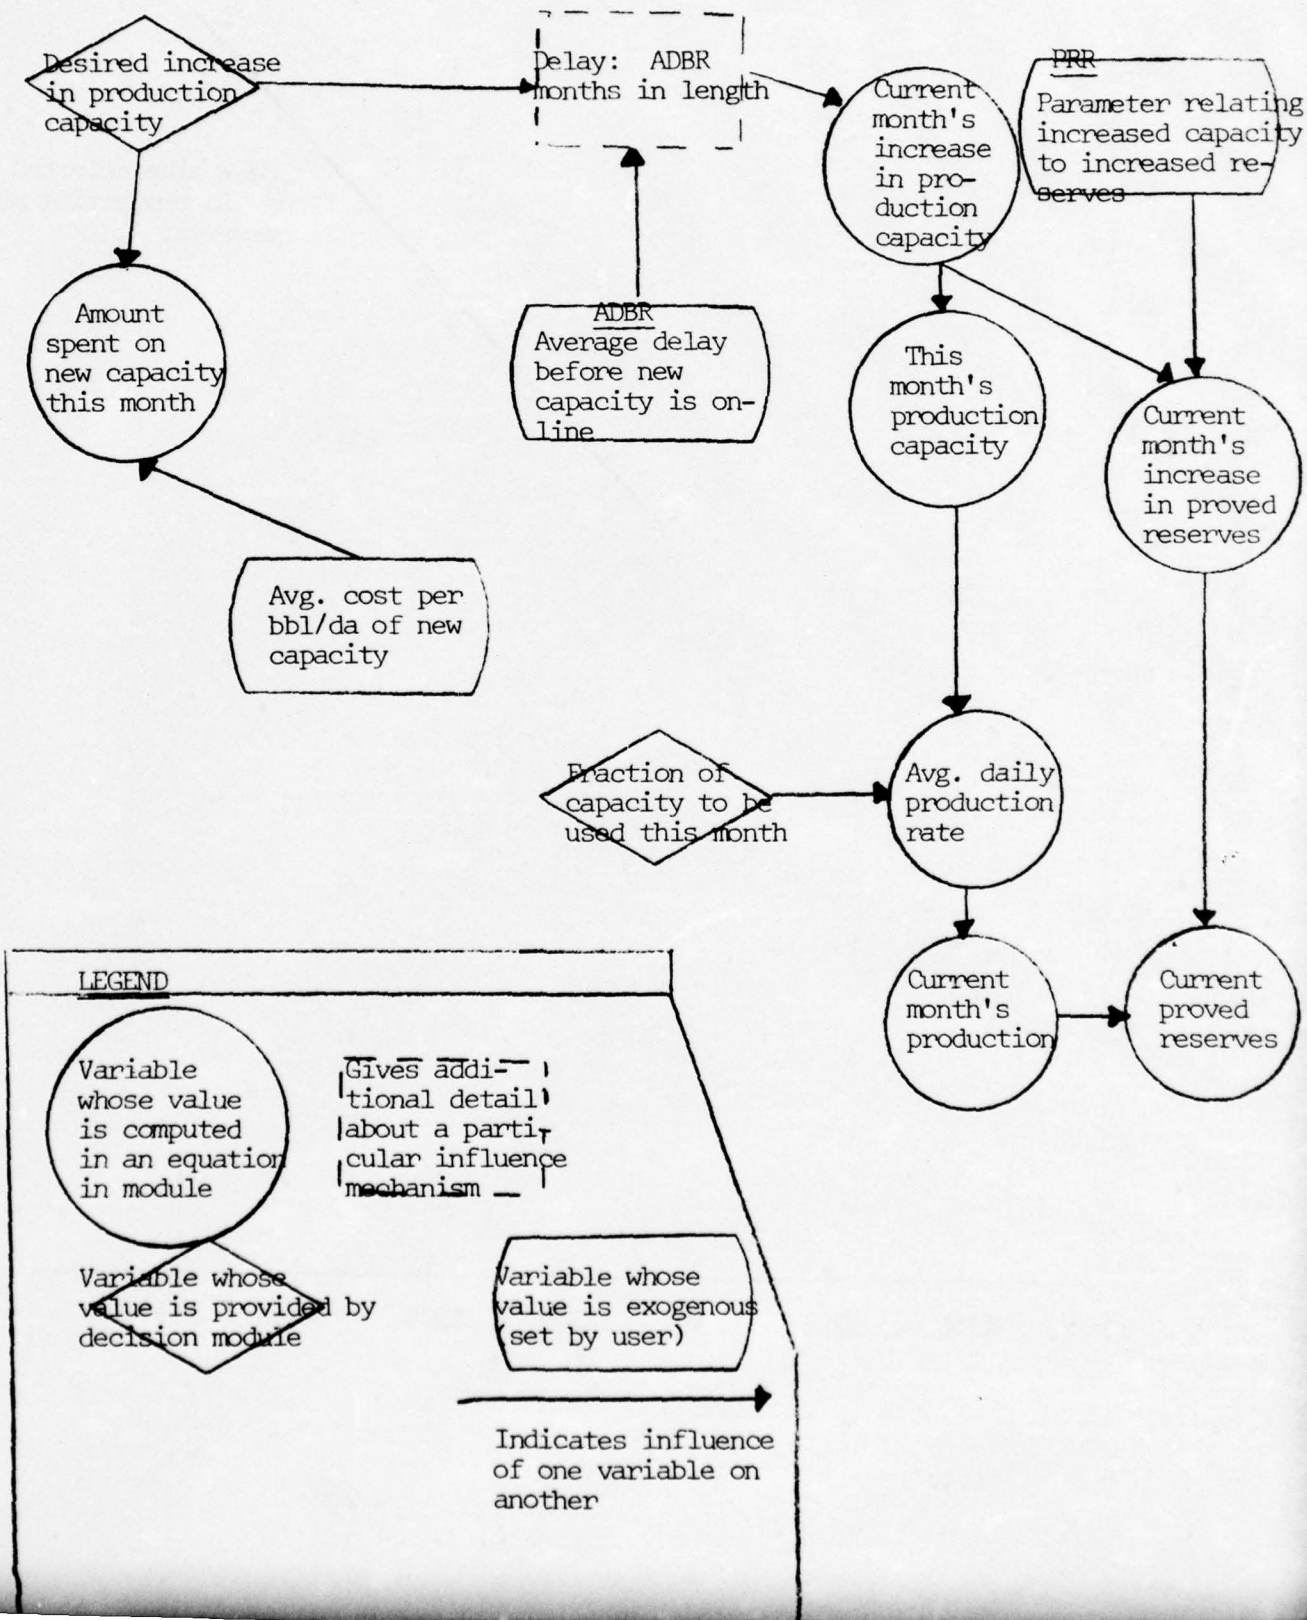 Desired increase
in production
capacity
Delay: ADBR
months in length
Current
month's
increase
in pro-
duction
capacity
PRR
Parameter relating
increased capacity
to increased re-
serves
Amount
spent on
new capacity
this month
ADBR
Average delay
before new
capacity is on-
line
This
month's
production
capacity
Current
month's
increase
in proved
reserves
Avg. cost per
bbl/da of new
capacity
Fraction of
capacity to be
used this month
Avg. daily
production
rate
Current
month's
production
Current
proved
reserves
LEGEND
Variable
whose value
is computed
in an equation
in module
Gives addi-
tional detail
about a parti-
cular influence
mechanism
Variable whose
value is provided by
decision module
Variable whose
value is exogenous
(set by user)
Indicates influence
of one variable on
another